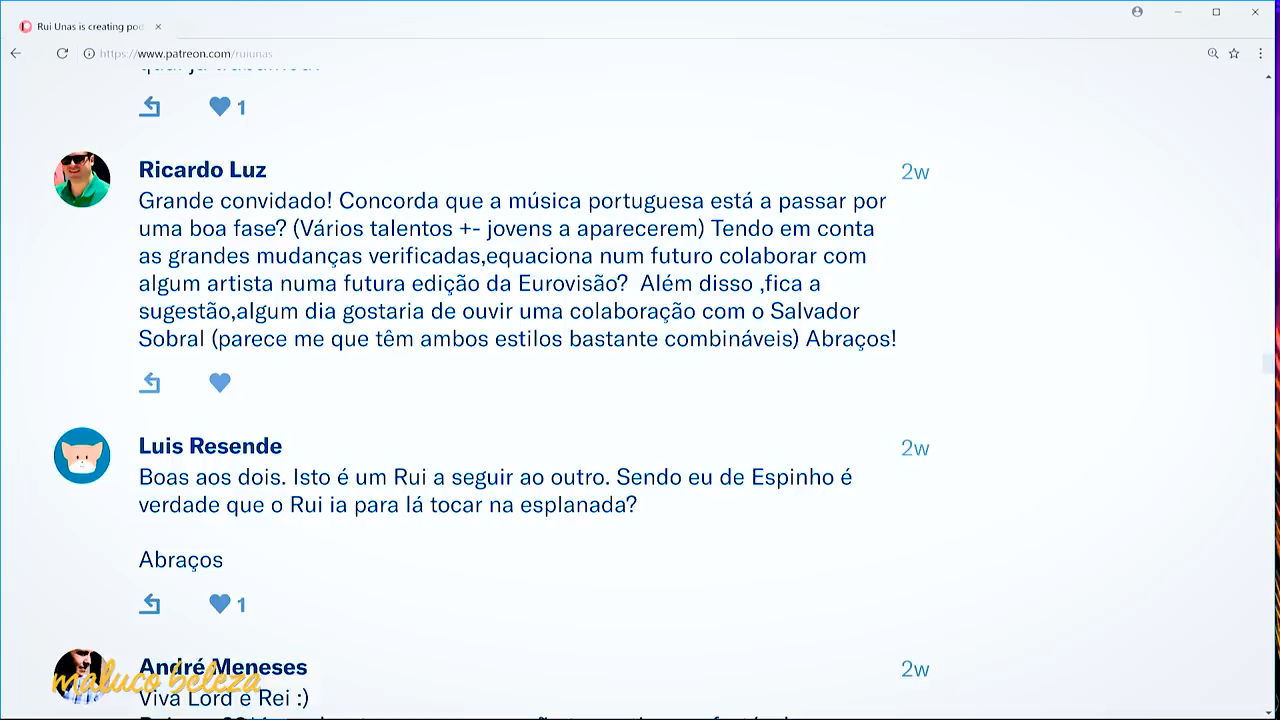 Rui Unas is creating pod
https://www.patreon.com/ruiunas
1
Ricardo Luz
2w
Grande convidado! Concorda que a música portuguesa está a passar por
uma boa fase? (Vários talentos +- jovens a aparecerem) Tendo em conta
as grandes mudanças verificadas,equaciona num futuro colaborar com
algum artista numa futura edição da Eurovisão?  Além disso ,fica a
sugestão,algum dia gostaria de ouvir uma colaboração com o Salvador
Sobral (parece me que têm ambos estilos bastante combináveis) Abraços!
Luis Resende
2w
Boas aos dois. Isto é um Rui a seguir ao outro. Sendo eu de Espinho é
verdade que o Rui ia para lá tocar na esplanada?
Abraços
1
André Meneses
2w
maluco beleza
Viva Lord e Rei :)